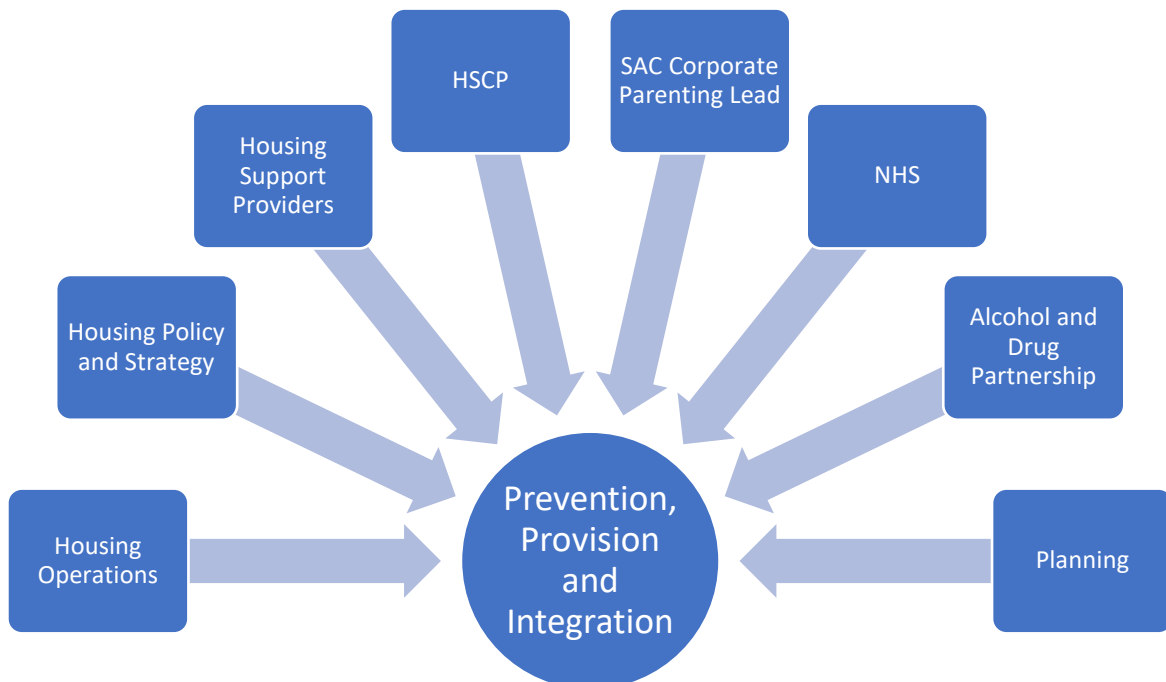 HSCP
SAC Corporate
Parenting Lead
Housing
Support
Providers
NHS
Housing Policy
and Strategy
Alcohol and
Drug
Partnership
Housing
Operations
Prevention,
Provision
and
Integration
Planning